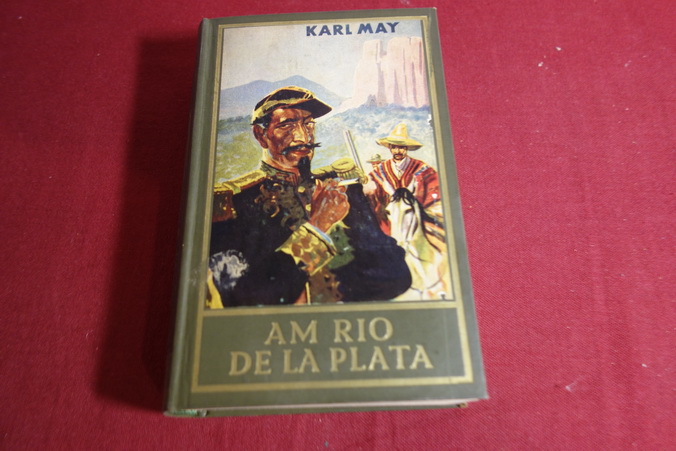 KARL MAY
AM RIO
DE LA PLATA